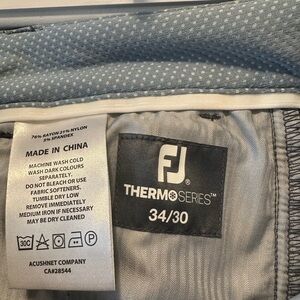 76% RAYON 21% NYLON
3% SPANDEX
MADE IN CHINA
MACHINE WASH COLD
WASH DARK COLOURS
SEPARATELY.
DO NOT BLEACH OR USE
FABRIC SOFTENERS.
TUMBLE DRY LOW
REMOVE IMMEDIATELY
MEDIUM IRON IF NECESSARY
MAY BE DRY CLEANED
30C
ACUSHNET COMPANY
CA#28544
FJ®
THERMOSERIES™
34/30